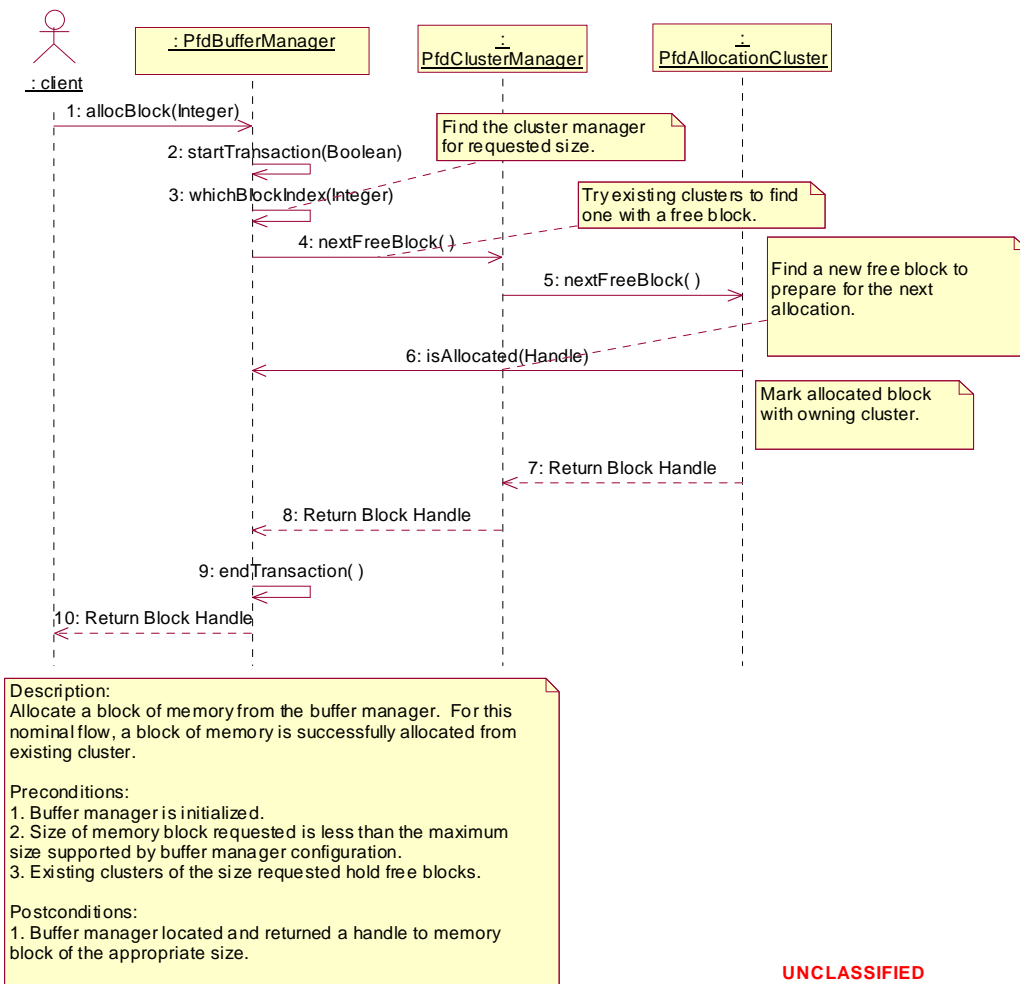 : client
: PfdBufferManager
:
PfdClusterManager
:
PfdAllocationCluster
1: allocBlock(Integer)
Find the cluster manager
for requested size.
2: startTransaction(Boolean)
3: whichBlockIndex(Integer)
Try existing clusters to find
one with a free block.
4: nextFreeBlock( )
Find a new free block to
prepare for the next
allocation.
5: nextFreeBlock( )
6: isAllocated(Handle)
Mark allocated block
with owning cluster.
7: Return Block Handle
8: Return Block Handle
9: endTransaction( )
10: Return Block Handle
Description:
Allocate a block of memory from the buffer manager.  For this
nominal flow, a block of memory is successfully allocated from
existing cluster.
Preconditions:
1. Buffer manager is initialized.
2. Size of memory block requested is less than the maximum
size supported by buffer manager configuration.
3. Existing clusters of the size requested hold free blocks.
Postconditions:
1. Buffer manager located and returned a handle to memory
block of the appropriate size.
UNCLASSIFIED